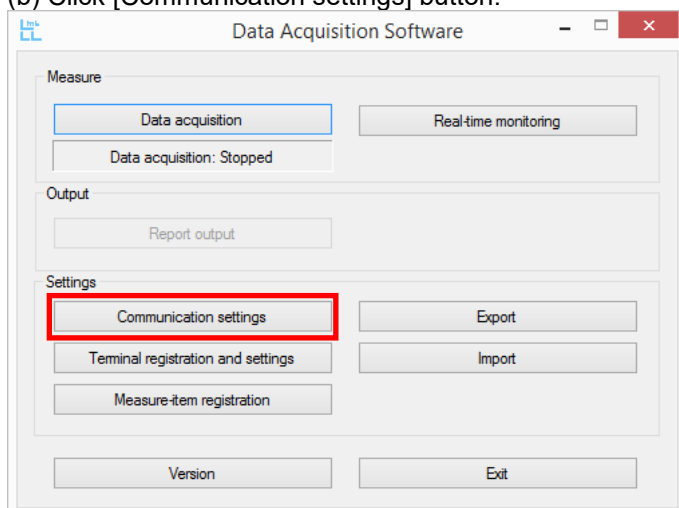 (b) Click [Communication settings] button.
Data Acquisition Software
Measure
Data acquisition
Real-time monitoring
Data acquisition: Stopped
Output
Report output
Settings
Communication settings
Export
Terminal registration and settings
Import
Measure-item registration
Version
Exit